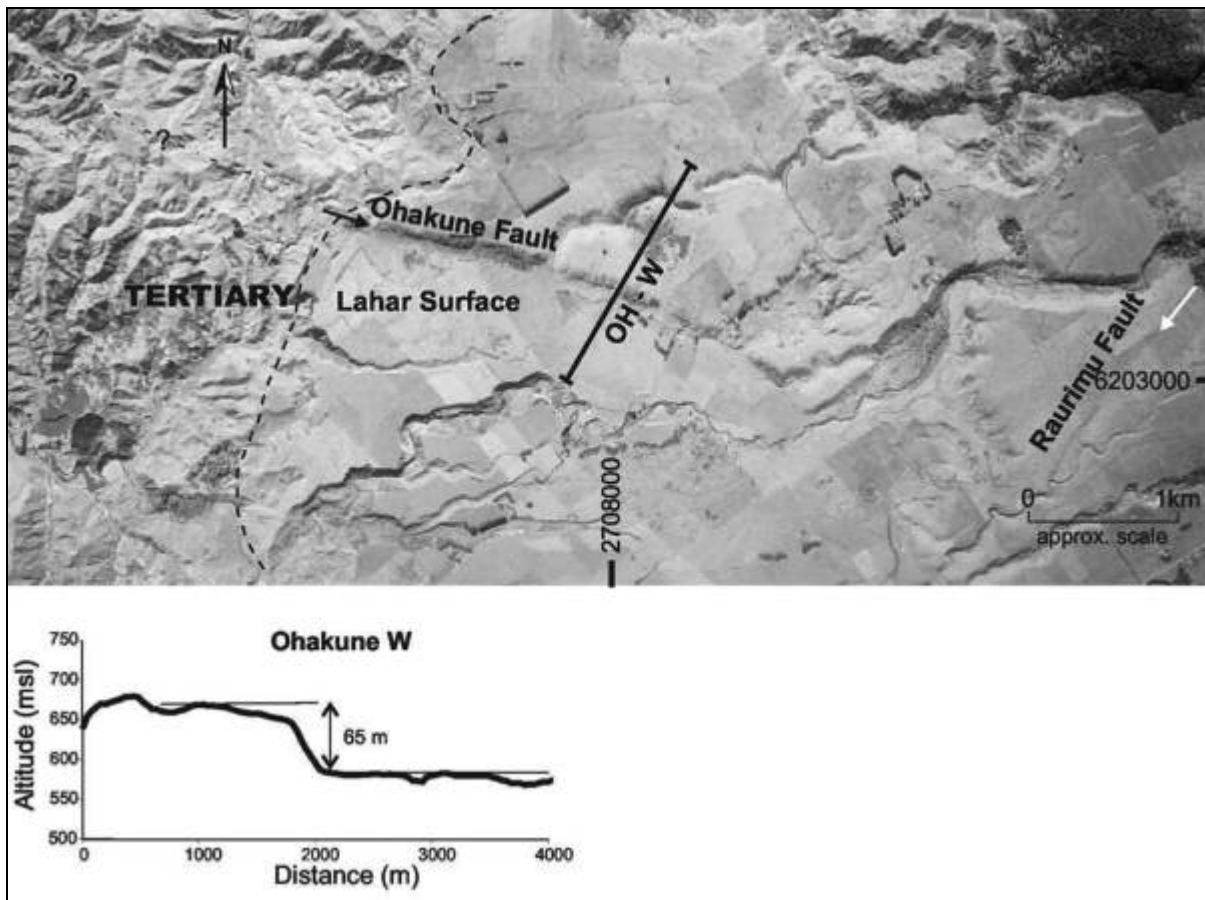 N
?
?
Ohakune Fault
TERTIARY
Lahar Surface
OH - W
Raurimu Fault
6203000
2708000
0 1km
approx. scale
Ohakune W
750
700
650
600
550
500
Altitude (msl)
65 m
0 1000 2000 3000 4000
Distance (m)